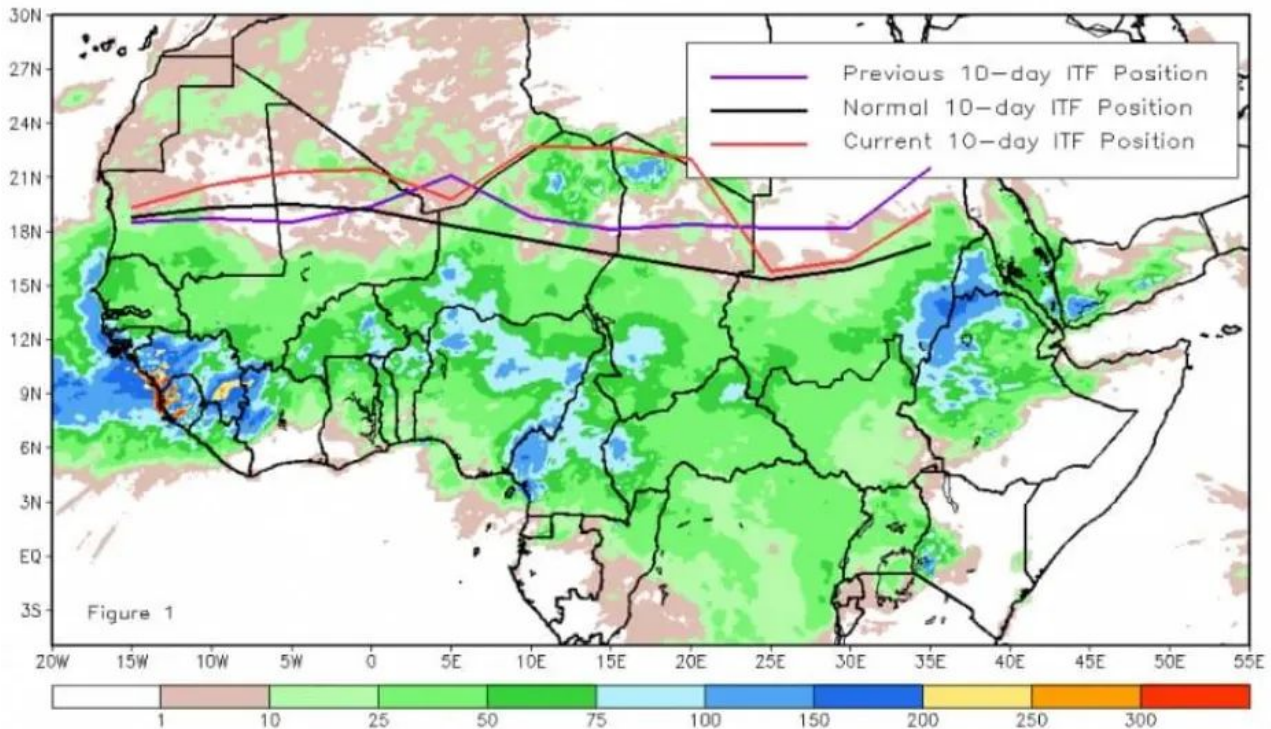 30N
27N
24N
21N
18N
15N
12N
9N
6N
3N
EQ
3S
Previous 10-day ITF Position
Normal 10-day ITF Position
Current 10-day ITF Position
Figure 1
20W 15W 10W 5W 0 5E 10E 15E 20E 25E 30E 35E 40E 45E 50E 55E
1 10 25 50 75 100 150 200 250 300